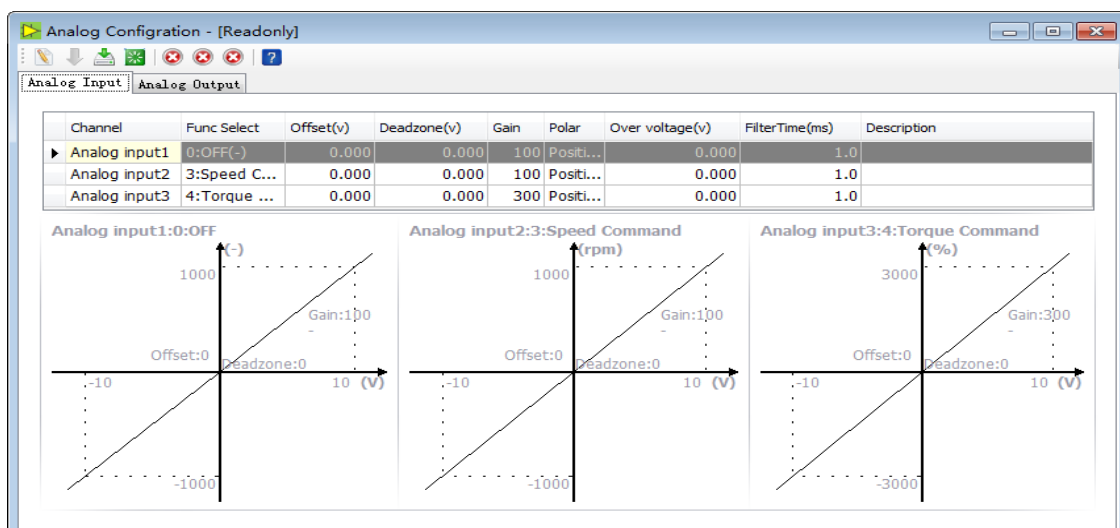 Analog Configration - [Readonly]
Analog Input Analog Output
Channel Func Select Offset(v) Deadzone(v) Gain Polar Over voltage(v) FilterTime(ms) Description
Analog input1 0:OFF(-) 0.000 0.000 100 Positi... 0.000 1.0
Analog input2 3:Speed C... 0.000 0.000 100 Positi... 0.000 1.0
Analog input3 4:Torque ... 0.000 0.000 300 Positi... 0.000 1.0
Analog input1:0:OFF
(-)
1000
Gain:100
-
Offset:0
Deadzone:0
-10
10 (V)
-1000
Analog input2:3:Speed Command
(rpm)
1000
Gain:100
-
Offset:0
Deadzone:0
-10
10 (V)
-1000
Analog input3:4:Torque Command
(%)
3000
Gain:300
-
Offset:0
Deadzone:0
-10
10 (V)
-3000